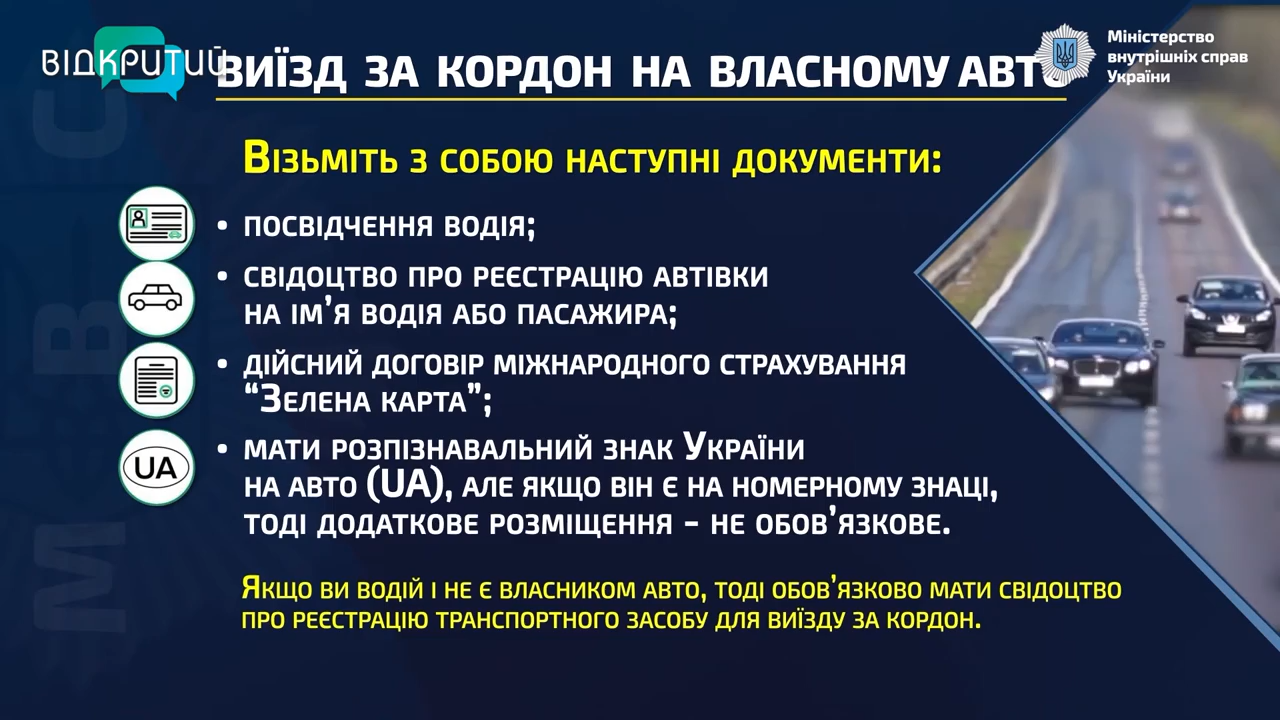 ВІДКРИТИЙ
ВИЇЗД ЗА КОРДОН НА ВЛАСНОМУ АВТО
Міністерство
внутрішніх справ
України
Візьміть з собою наступні документи:
• посвідчення водія;
• свідоцтво про реєстрацію автівки
на ім’я водія або пасажира;
• дійсний договір міжнародного страхування
“Зелена карта”;
• мати розпізнавальний знак України
на авто (UA), але якщо він є на номерному знаці,
тоді додаткове розміщення - не обов’язкове.
UA
Якщо ви водій і не є власником авто, тоді обов’язково мати свідоцтво
про реєстрацію транспортного засобу для виїзду за кордон.
МВС